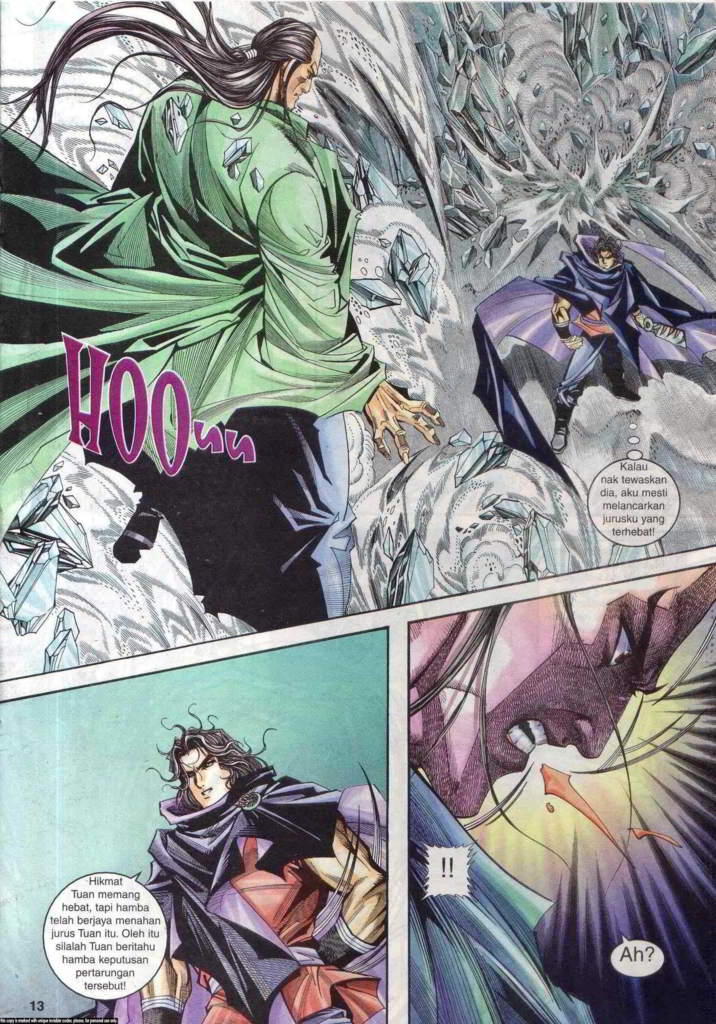 HOOuuu
Kalau
nak tewaskan
dia, aku mesti
melancarkan
jurusku yang
terhebat!
Hikmat
Tuan memang
hebat, tapi hamba
telah berjaya menahan
jurus Tuan itu. Oleh itu
silalah Tuan beritahu
hamba keputusan
pertarungan
tersebut!
!!
Ah?
13